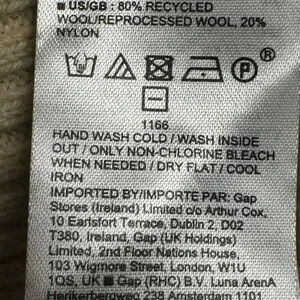 ■ US/GB : 80% RECYCLED
WOOL/REPROCESSED WOOL, 20%
NYLON
P ®
1166
HAND WASH COLD / WASH INSIDE
OUT / ONLY NON-CHLORINE BLEACH
WHEN NEEDED / DRY FLAT / COOL
IRON
IMPORTED BY/IMPORTE PAR: Gap
Stores (Ireland) Limited c/o Arthur Cox,
10 Earlsfort Terrace, Dublin 2, D02
T380, Ireland, Gap (UK Holdings)
Limited, 2nd Floor Nations House,
103 Wigmore Street, London, W1U
1QS, UK ■ Gap (RHC) B.V. Luna ArenA
Herikerbergweg 238 Amsterdam 1101